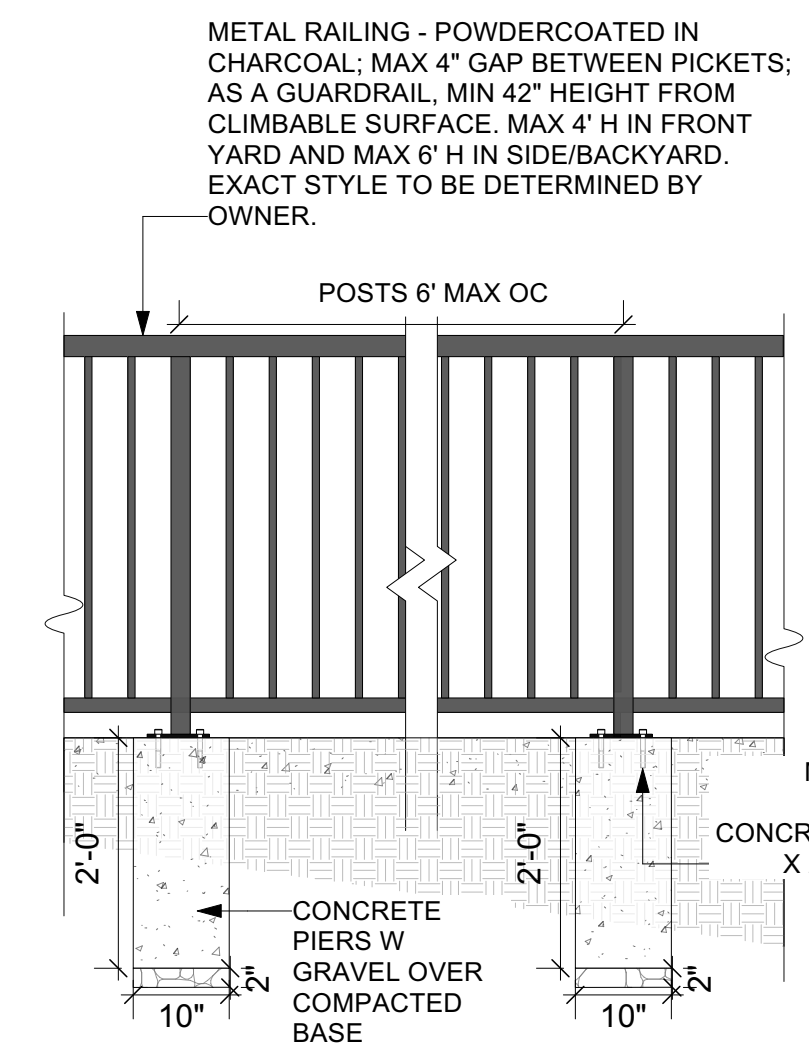 METAL RAILING - POWDERCOATED IN
CHARCOAL; MAX 4" GAP BETWEEN PICKETS;
AS A GUARDRAIL, MIN 42" HEIGHT FROM
CLIMBABLE SURFACE. MAX 4' H IN FRONT
YARD AND MAX 6' H IN SIDE/BACKYARD.
EXACT STYLE TO BE DETERMINED BY
OWNER.
POSTS 6' MAX OC
2'-0"
2'-0"
X
CONCRETE
PIERS W
GRAVEL OVER
COMPACTED
BASE
2"
10"
2"
10"